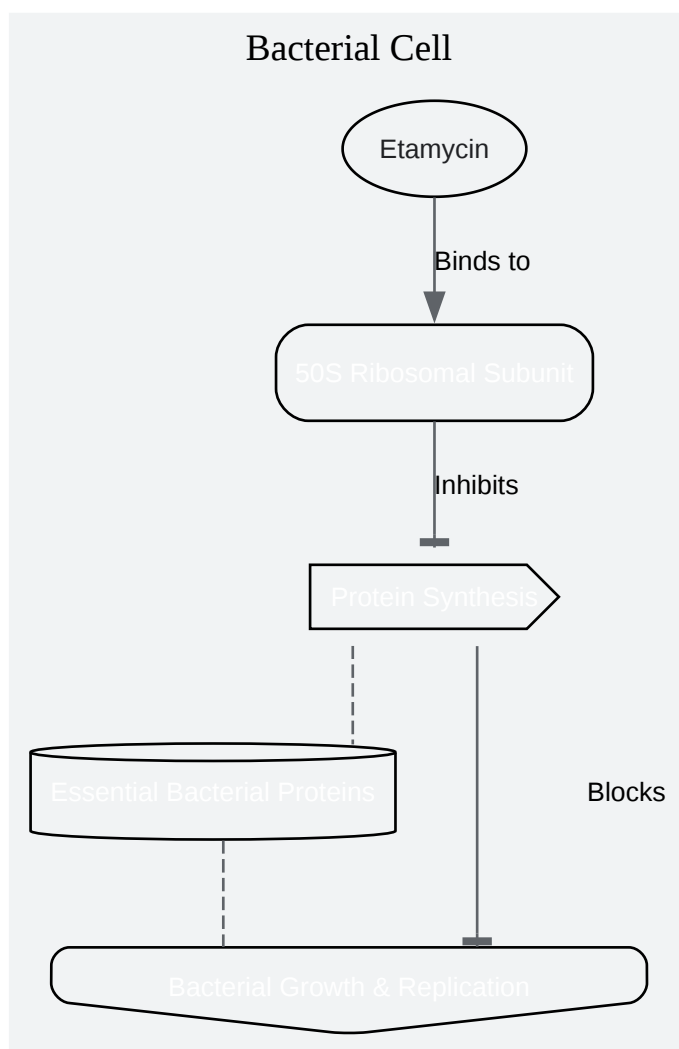 Bacterial Cell
Etamycin
Binds to
50S Ribosomal Subunit
Inhibits
Protein Synthesis
Essential Bacterial Proteins
Blocks
Bacterial Growth & Replication